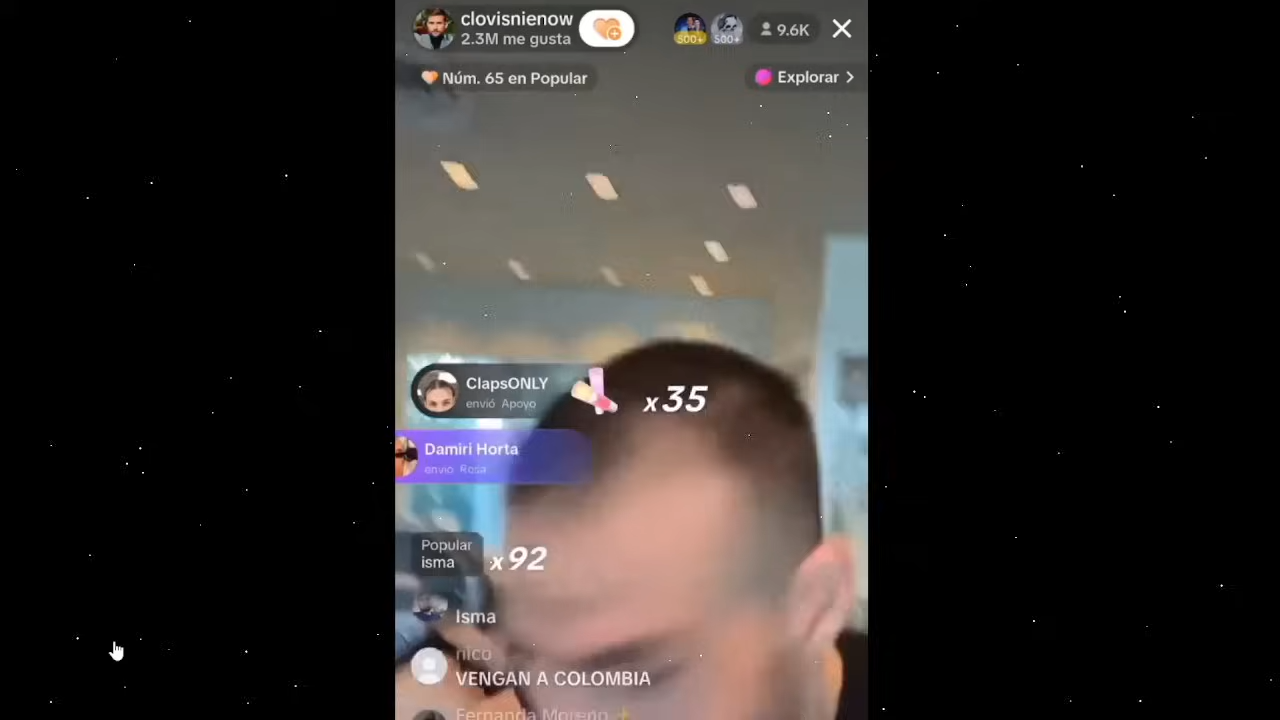 clovisnienow
2.3M me gusta
500+
500+
9.6K
Núm. 65 en Popular
Explorar
ClapsONLY
envió Apoyo
x35
Damiri Horta
envió Rosa
Popular
isma
x92
Isma
nico
VENGAN A COLOMBIA
Fernanda Moreno